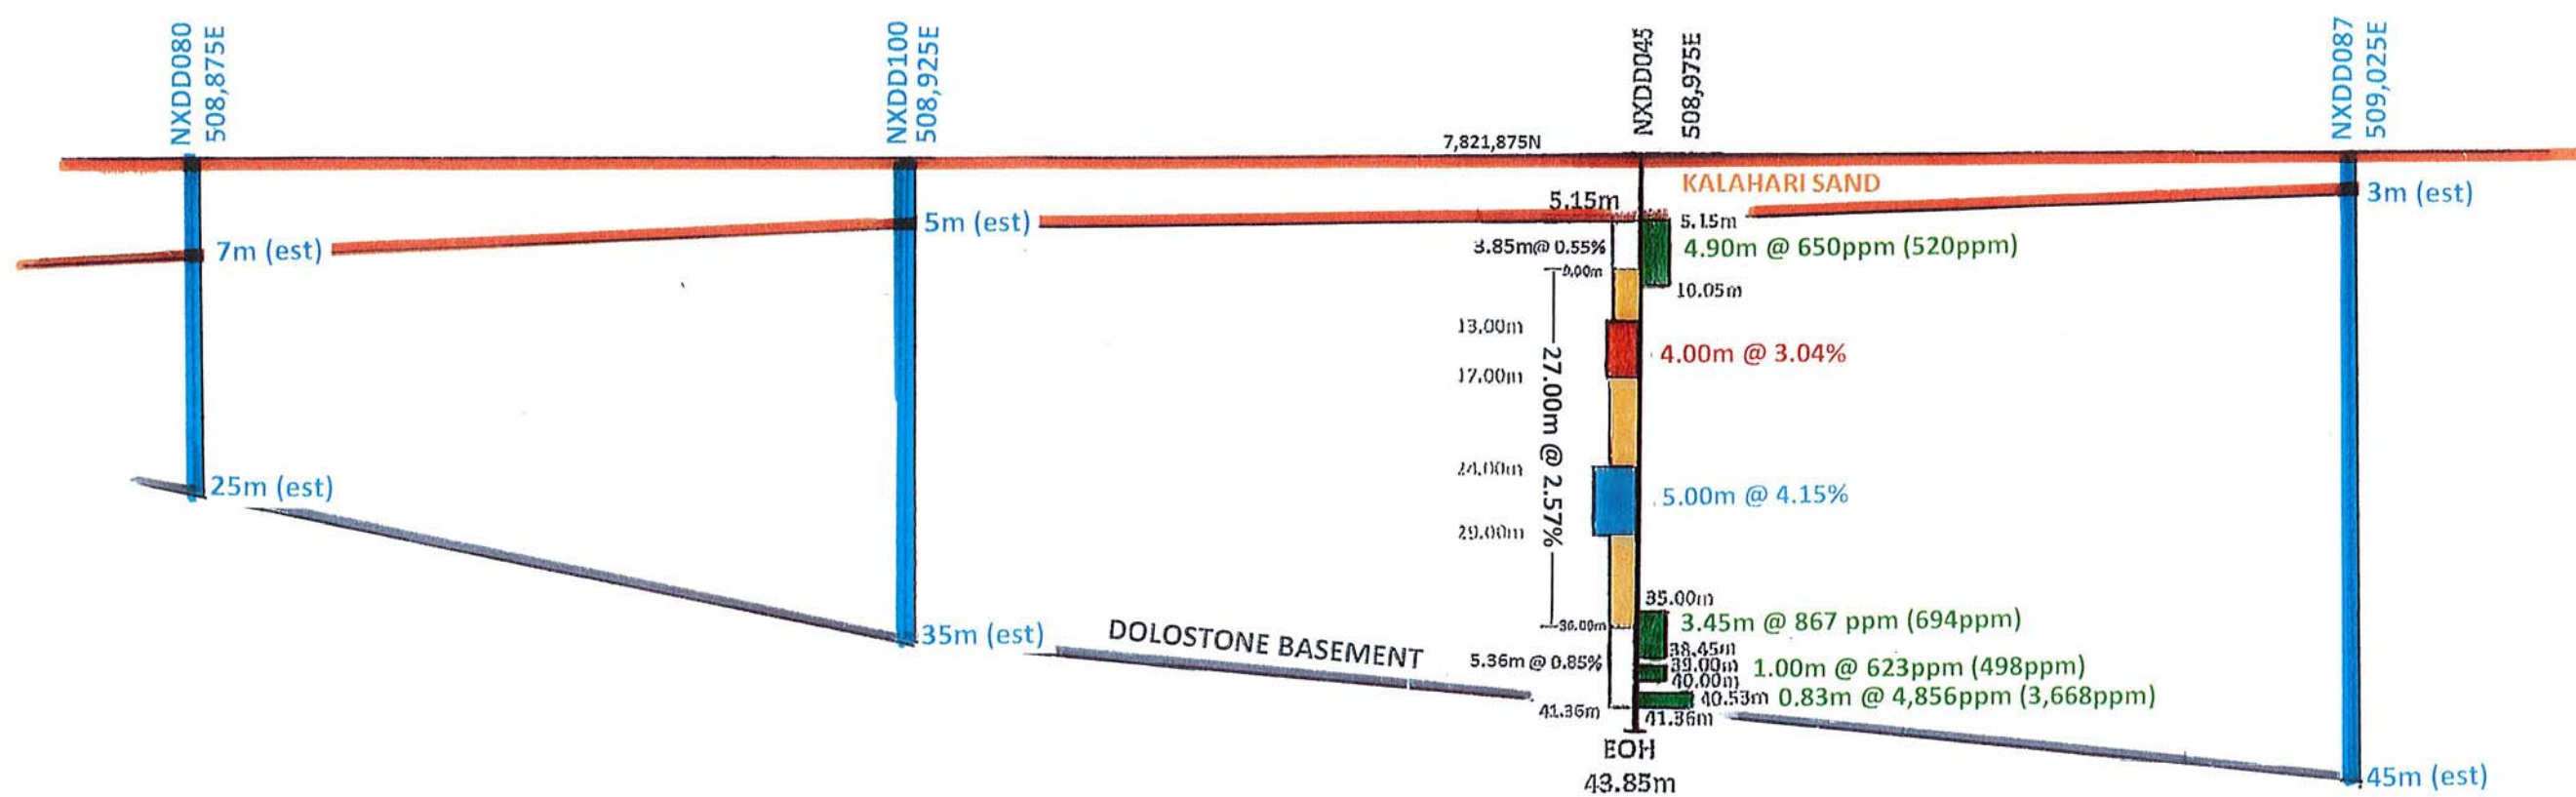 NXDD080
508,875E
NXDD100
508,925E
NXDD045
508,975E
NXDD087
509,025E
7,821,875N
KALAHARI SAND
3m (est)
5.15m
5.15m
5m (est)
7m (est)
3.85m@ 0.55%
4.90m @ 650ppm (520ppm)
9.00m
10.05m
13.00m
4.00m @ 3.04%
17.00m
27.00m @ 2.57%
24.00m
25m (est)
5.00m @ 4.15%
29.00m
35.00m
3.45m @ 867 ppm (694ppm)
36.00m
35m (est)
DOLOSTONE BASEMENT
38.45m
5.36m @ 0.85%
39.00m
1.00m @ 623ppm (498ppm)
40.00m
40.53m
0.83m @ 4,856ppm (3,668ppm)
41.36m
41.36m
EOH
43.85m
45m (est)